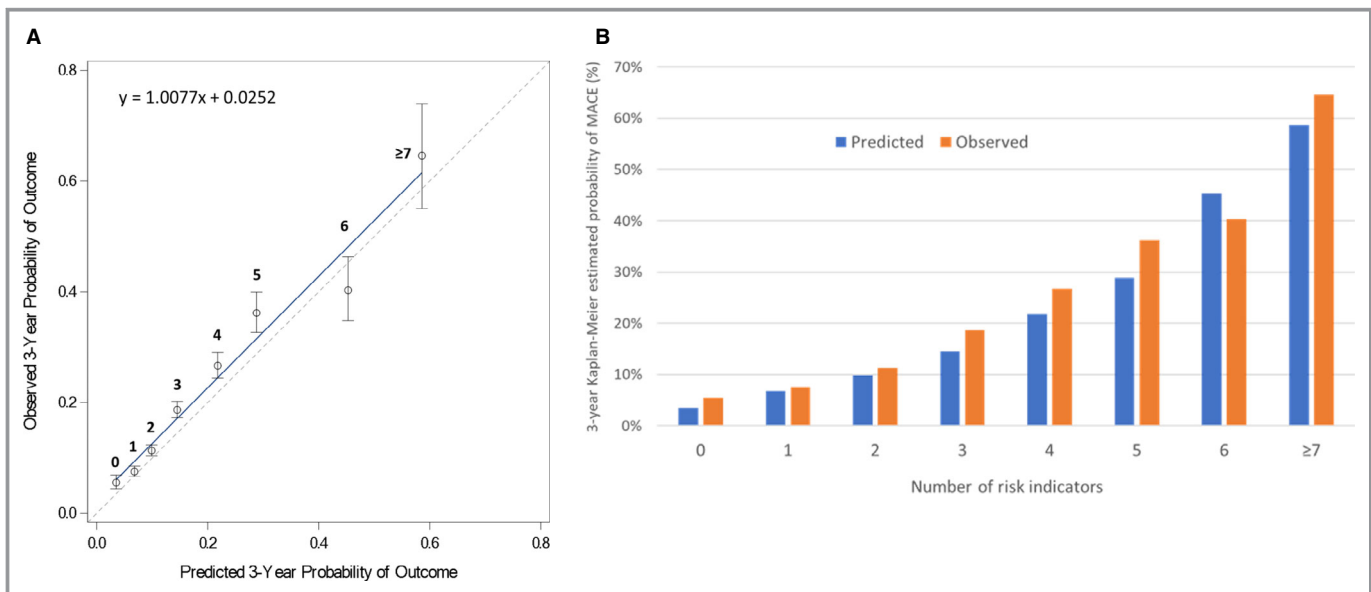 A
y = 1.0077x + 0.0252
Observed 3-Year Probability of Outcome
0.8
0.6
0.4
0.2
0.0
≥7
6
5
4
3
2
1
0
0.0 0.2 0.4 0.6 0.8
Predicted 3-Year Probability of Outcome
B
3-year Kaplan-Meier estimated probability of MACE (%)
70%
60%
50%
40%
30%
20%
10%
0%
Predicted Observed
0 1 2 3 4 5 6 ≥7
Number of risk indicators